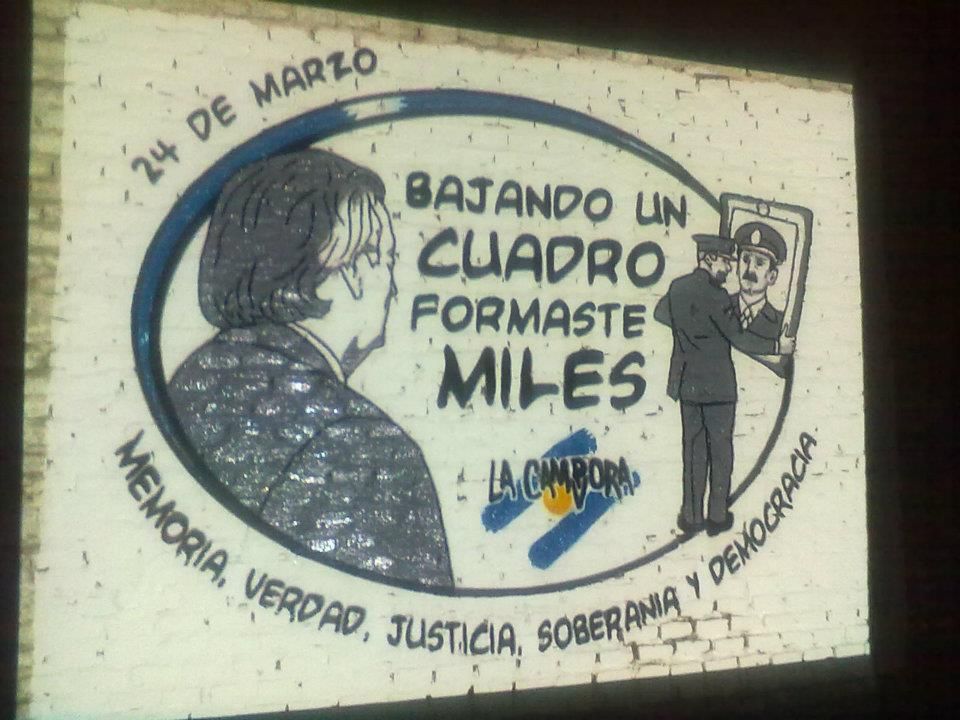 24 DE MARZO
BAJANDO UN
CUADRO
FORMASTE
MILES
LA CAMPORA
MEMORIA, VERDAD, JUSTICIA, SOBERANIA Y DEMOCRACIA